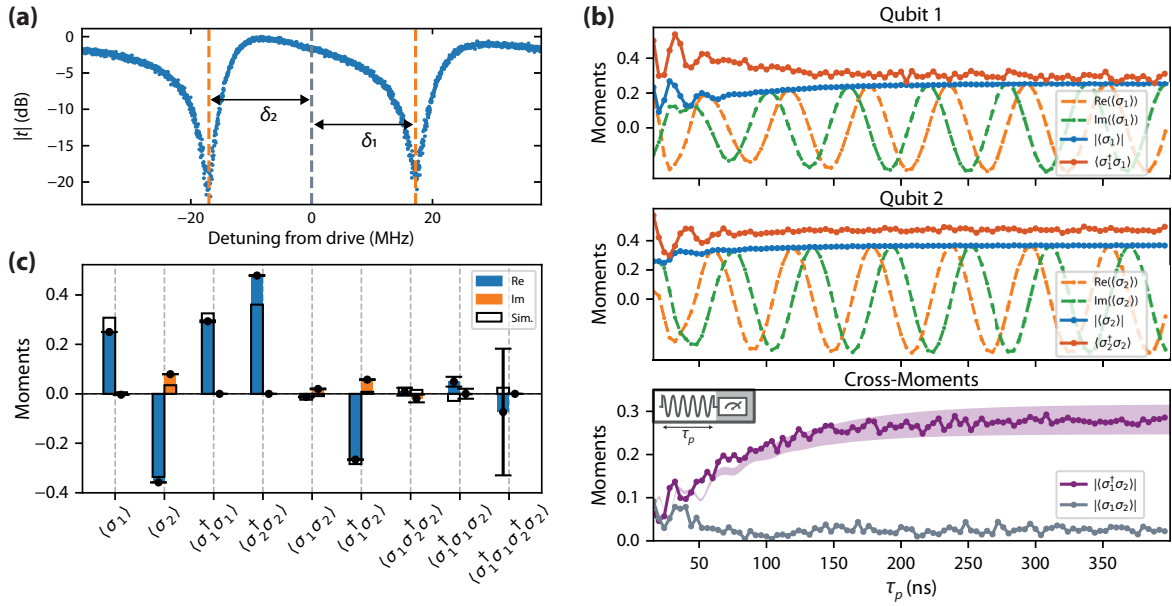 (a)
0
−5
−10
−15
−20
|t| (dB)
δ₂
δ₁
−20
0
20
Detuning from drive (MHz)
(b)
Qubit 1
0.4
0.2
0.0
Moments
Re(⟨σ₁⟩)
Im(⟨σ₁⟩)
|⟨σ₁⟩|
⟨σ₁†σ₁⟩
Qubit 2
0.4
0.2
0.0
Moments
Re(⟨σ₂⟩)
Im(⟨σ₂⟩)
|⟨σ₂⟩|
⟨σ₂†σ₂⟩
Cross-Moments
0.3
0.2
0.1
0.0
Moments
τₚ
|⟨σ₁†σ₂⟩|
|⟨σ₁σ₂⟩|
50
100
150
200
250
300
350
τₚ (ns)
(c)
0.4
0.2
0.0
−0.2
−0.4
Moments
Re
Im
Sim.
⟨σ₁⟩
⟨σ₂⟩
⟨σ₁†σ₁⟩
⟨σ₂†σ₂⟩
⟨σ₁σ₂⟩
⟨σ₁†σ₂⟩
⟨σ₁σ₂†σ₂⟩
⟨σ₁†σ₁σ₂⟩
⟨σ₁†σ₁σ₂†σ₂⟩